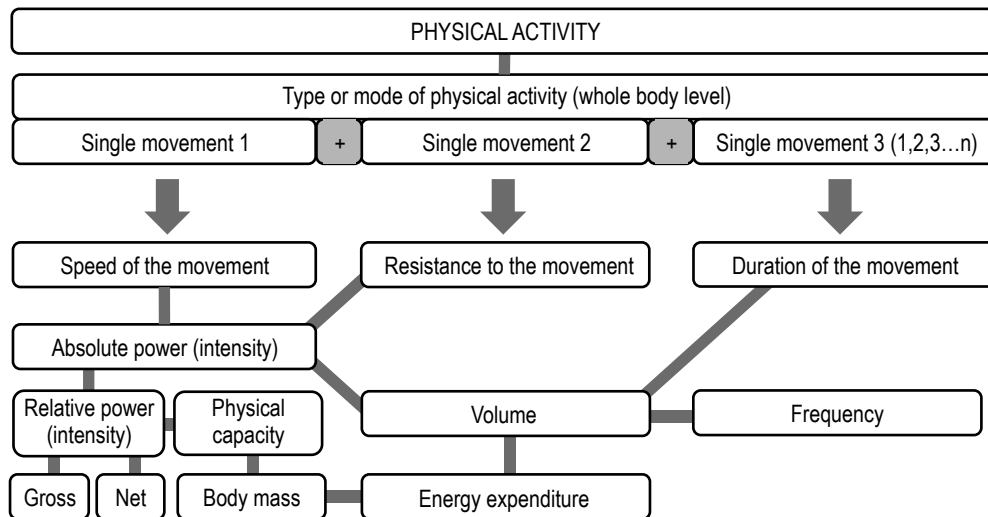 PHYSICAL ACTIVITY
Type or mode of physical activity (whole body level)
Single movement 1 + Single movement 2 + Single movement 3 (1,2,3…n)
Speed of the movement
Resistance to the movement
Duration of the movement
Absolute power (intensity)
Relative power
(intensity)
Physical
capacity
Volume
Frequency
Gross
Net
Body mass
Energy expenditure